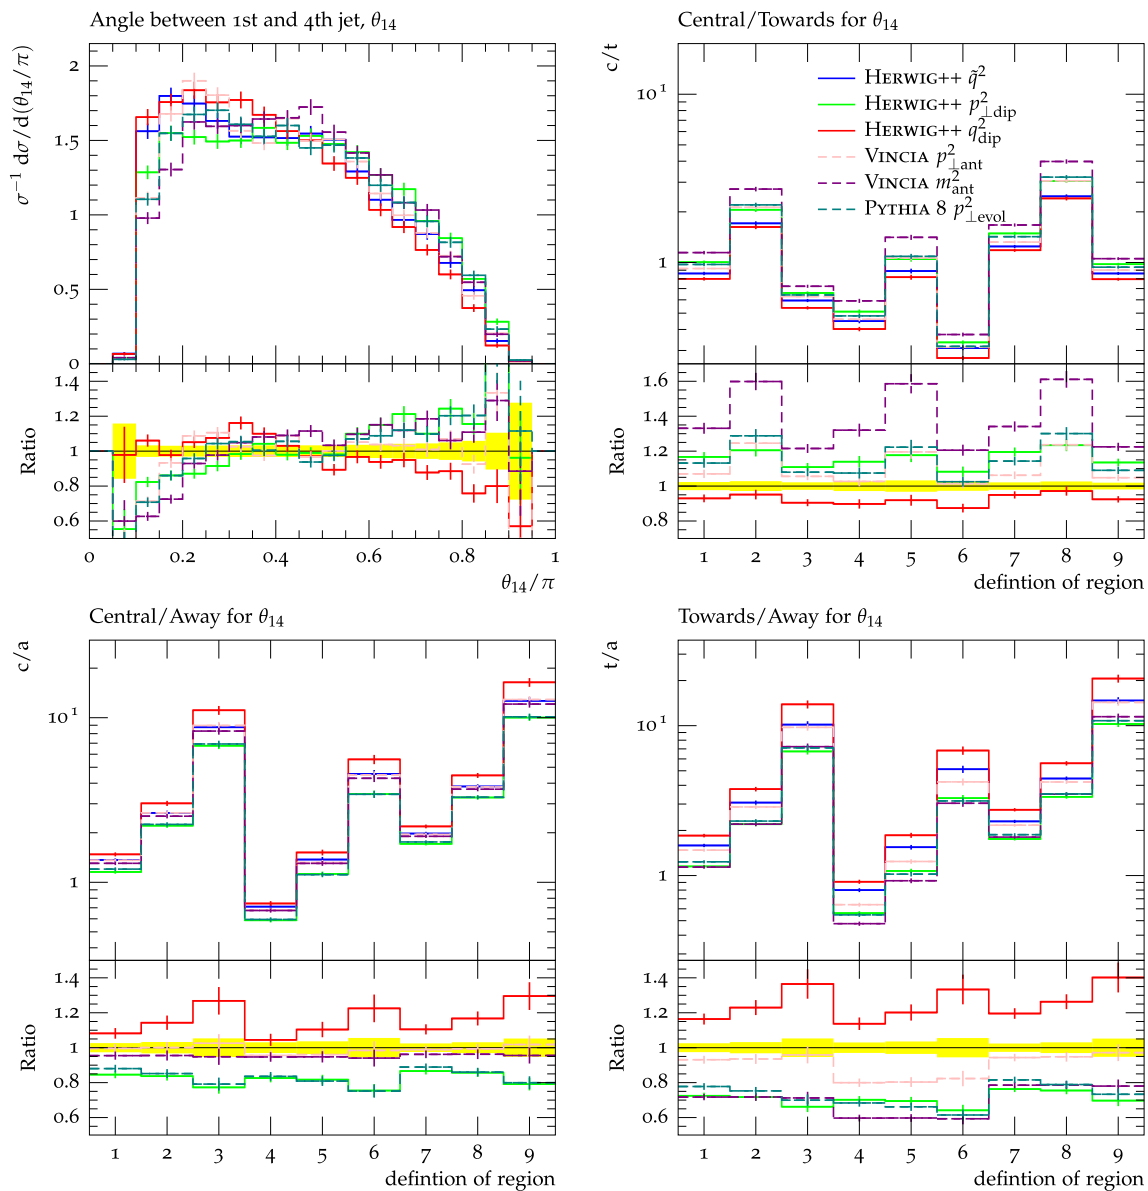 Angle between 1st and 4th jet, θ₁₄
σ⁻¹ dσ/d(θ₁₄/π)
2
1.5
1
0.5
0
Ratio
1.4
1.2
1
0.8
0.6
0 0.2 0.4 0.6 0.8 1
θ₁₄/π
Central/Towards for θ₁₄
c/t
10¹
1
HERWIG++ q̃²
HERWIG++ p²⊥dip
HERWIG++ q²dip
VINCIA p²⊥ant
VINCIA m²ant
PYTHIA 8 p²⊥evol
Ratio
1.6
1.4
1.2
1
0.8
1 2 3 4 5 6 7 8 9
defintion of region
Central/Away for θ₁₄
c/a
10¹
1
Ratio
1.4
1.2
1
0.8
0.6
1 2 3 4 5 6 7 8 9
defintion of region
Towards/Away for θ₁₄
t/a
10¹
1
Ratio
1.4
1.2
1
0.8
0.6
1 2 3 4 5 6 7 8 9
defintion of region